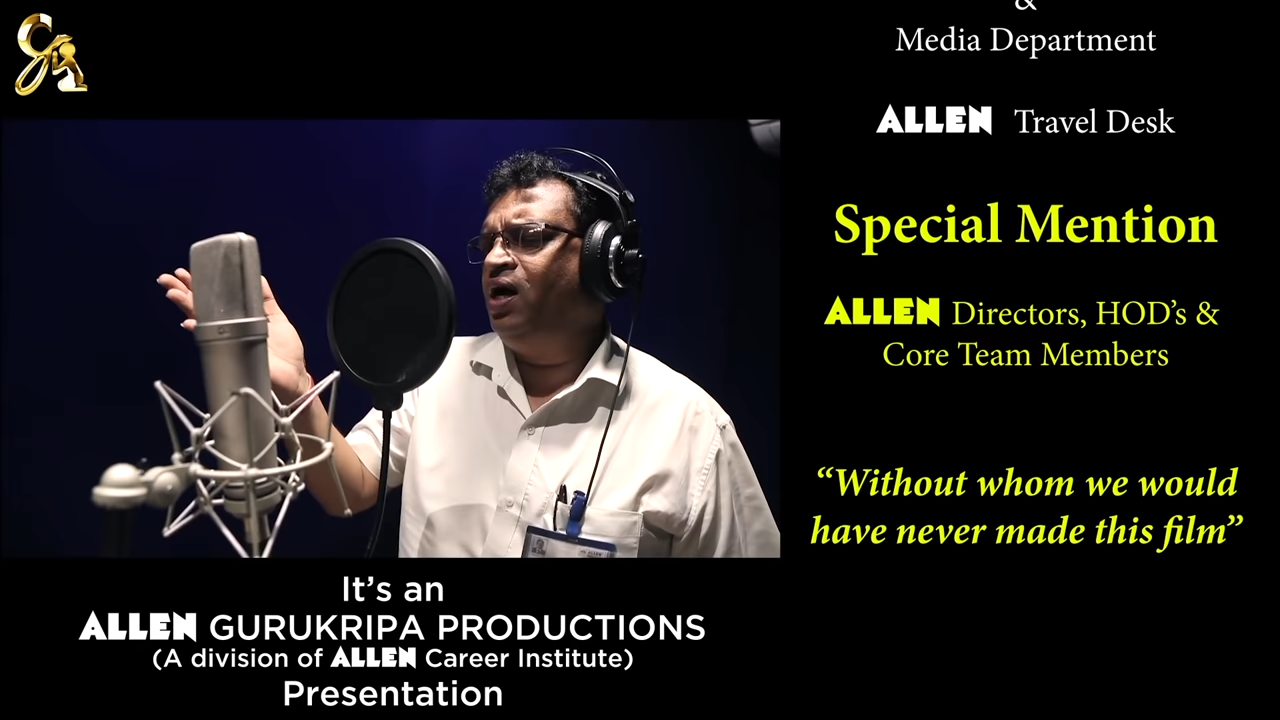 &
Media Department
ALLEN Travel Desk
Special Mention
ALLEN Directors, HOD's &
Core Team Members
“Without whom we would
have never made this film”
ALLEN
It's an
ALLEN GURUKRIPA PRODUCTIONS
(A division of ALLEN Career Institute)
Presentation